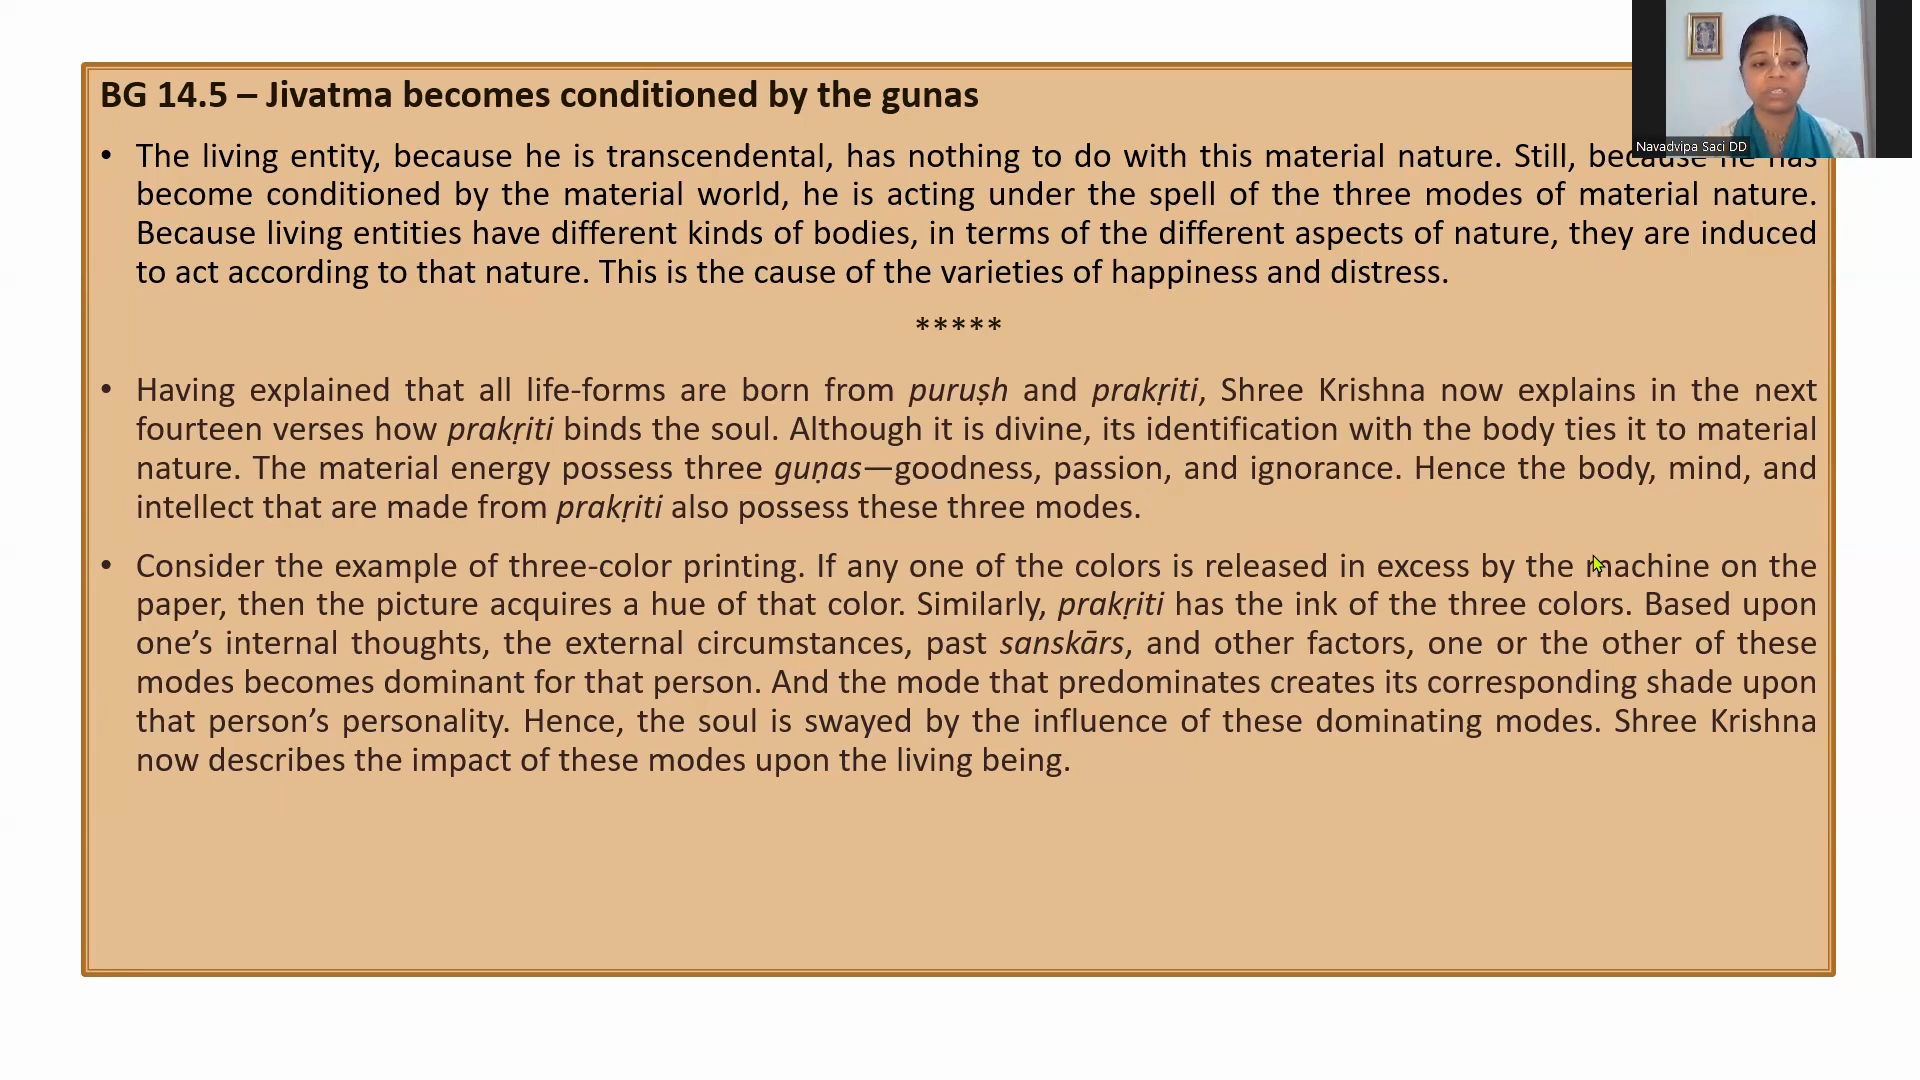 BG 14.5 – Jivatma becomes conditioned by the gunas
Navadvipa Saci DD
• The living entity, because he is transcendental, has nothing to do with this material nature. Still, because he has
become conditioned by the material world, he is acting under the spell of the three modes of material nature.
Because living entities have different kinds of bodies, in terms of the different aspects of nature, they are induced
to act according to that nature. This is the cause of the varieties of happiness and distress.
*****
• Having explained that all life-forms are born from puruṣh and prakṛiti, Shree Krishna now explains in the next
fourteen verses how prakṛiti binds the soul. Although it is divine, its identification with the body ties it to material
nature. The material energy possess three guṇas—goodness, passion, and ignorance. Hence the body, mind, and
intellect that are made from prakṛiti also possess these three modes.
• Consider the example of three-color printing. If any one of the colors is released in excess by the machine on the
paper, then the picture acquires a hue of that color. Similarly, prakṛiti has the ink of the three colors. Based upon
one’s internal thoughts, the external circumstances, past sanskārs, and other factors, one or the other of these
modes becomes dominant for that person. And the mode that predominates creates its corresponding shade upon
that person’s personality. Hence, the soul is swayed by the influence of these dominating modes. Shree Krishna
now describes the impact of these modes upon the living being.